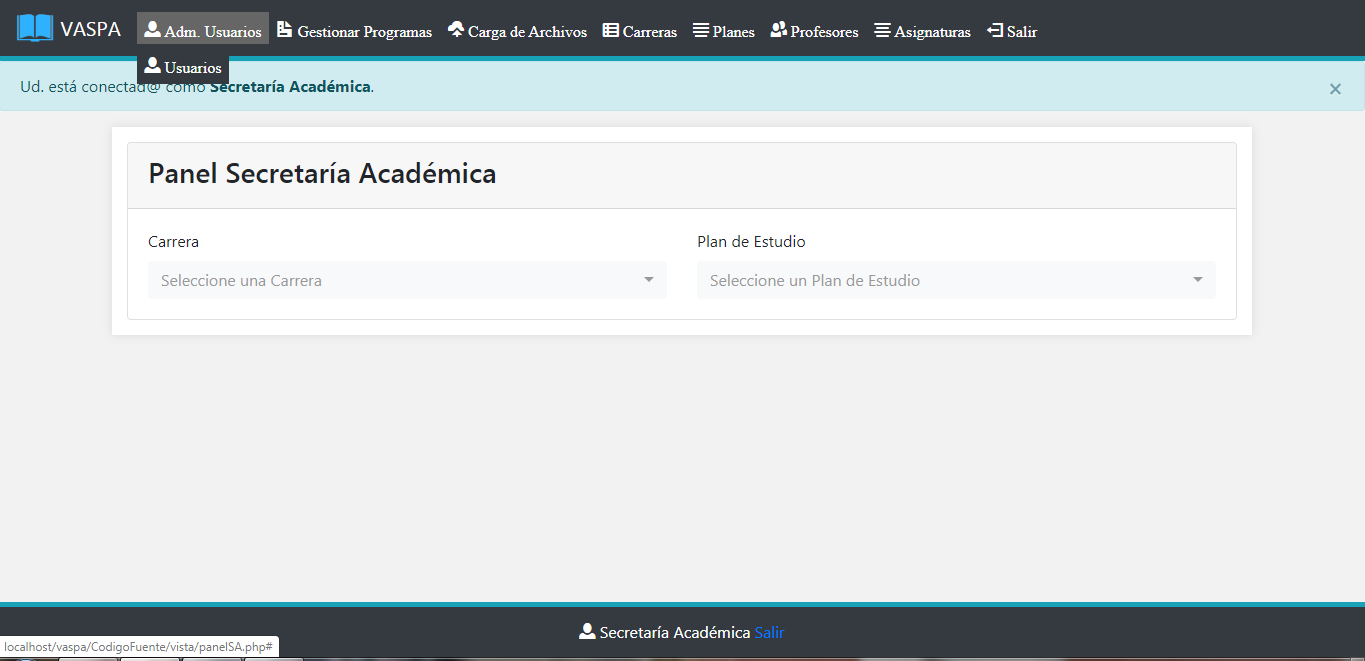 VASPA Adm. Usuarios Gestionar Programas Carga de Archivos Carreras Planes Profesores Asignaturas Salir
Usuarios
Ud. está conectad@ como Secretaría Académica. ×
Panel Secretaría Académica
Carrera Plan de Estudio
Seleccione una Carrera Seleccione un Plan de Estudio
Secretaría Académica Salir
localhost/vaspa/CodigoFuente/vista/panelSA.php#